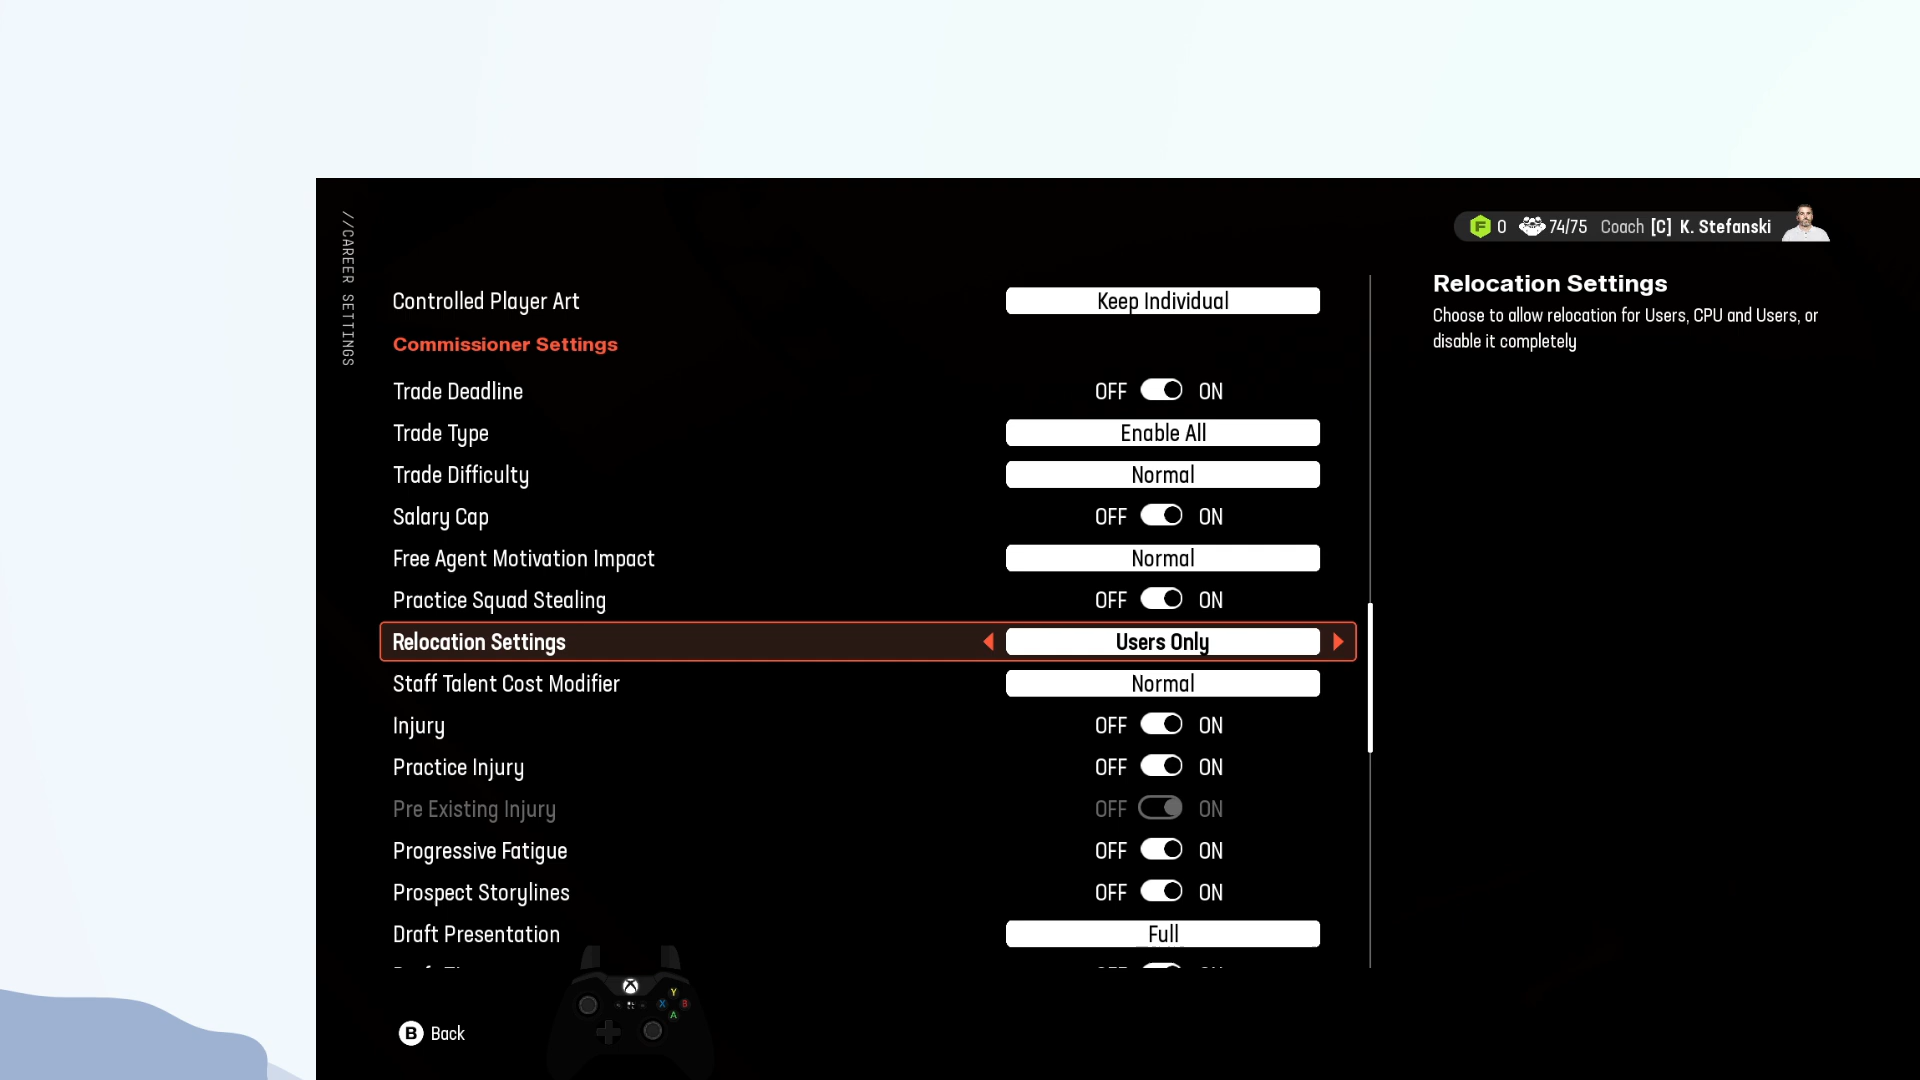 //CAREER SETTINGS
F 0 74/75 Coach [C] K. Stefanski
Controlled Player Art Keep Individual
Commissioner Settings
Trade Deadline OFF ON
Trade Type Enable All
Trade Difficulty Normal
Salary Cap OFF ON
Free Agent Motivation Impact Normal
Practice Squad Stealing OFF ON
Relocation Settings Users Only
Staff Talent Cost Modifier Normal
Injury OFF ON
Practice Injury OFF ON
Pre Existing Injury OFF ON
Progressive Fatigue OFF ON
Prospect Storylines OFF ON
Draft Presentation Full
Relocation Settings
Choose to allow relocation for Users, CPU and Users, or
disable it completely
Y
X B
A
B Back